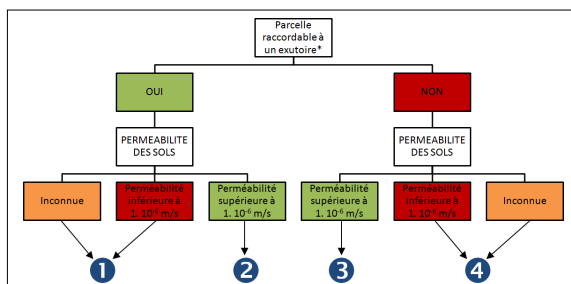 Parcelle
raccordable à
un exutoire*
OUI
NON
PERMEABILITE
DES SOLS
PERMEABILITE
DES SOLS
Inconnue
Perméabilité
inférieure à
1. 10⁻⁶ m/s
Perméabilité
supérieure à
1. 10⁻⁶ m/s
Perméabilité
supérieure à
1. 10⁻⁶ m/s
Perméabilité
inférieure à
1. 10⁻⁶ m/s
Inconnue
1
2
3
4